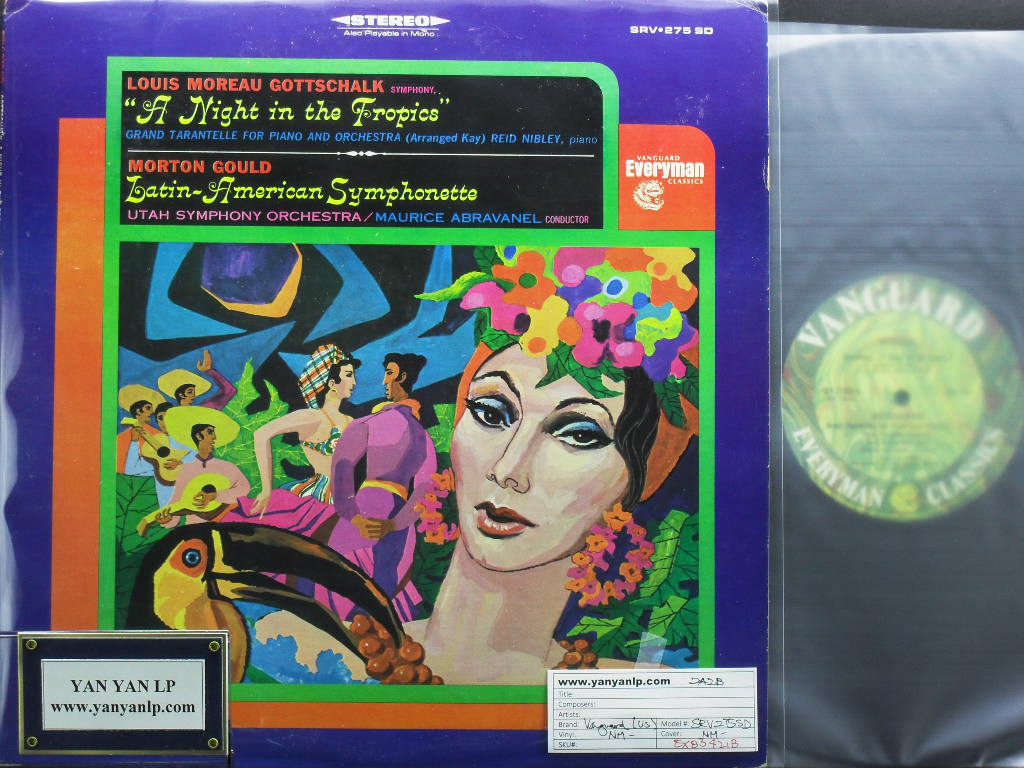 STEREO
Also Playable in Mono
SRV•275 SD
LOUIS MOREAU GOTTSCHALK SYMPHONY,
"A Night in the Tropics"
GRAND TARANTELLE FOR PIANO AND ORCHESTRA (Arranged Kay) REID NIBLEY, piano
MORTON GOULD
Latin-American Symphonette
UTAH SYMPHONY ORCHESTRA/MAURICE ABRAVANEL CONDUCTOR
VANGUARD
Everyman
CLASSICS
VANGUARD
EVERYMAN CLASSICS
YAN YAN LP
www.yanyanlp.com
www.yanyanlp.com 2A2B
Title:
Composers:
Artists:
Brand: Vanguard (US) Model #: SRV275SD
Vinyl: NM- Cover: NM-
SKU#: